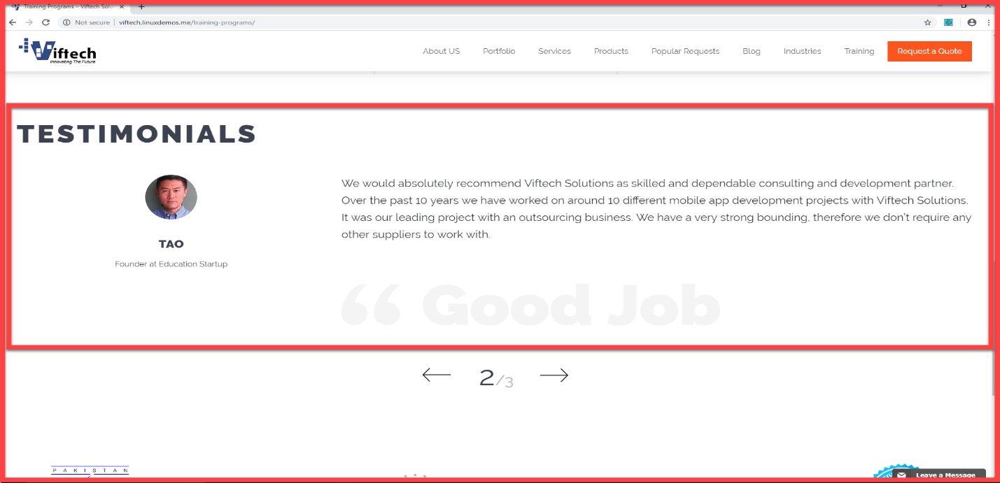 Training Programs – Viftech Solu
Not secure | viftech.linuxdemos.me/training-programs/
Viftech
Innovating The Future
About US Portfolio Services Products Popular Requests Blog Industries Training Request a Quote
TESTIMONIALS
We would absolutely recommend Viftech Solutions as skilled and dependable consulting and development partner.
Over the past 10 years we have worked on around 10 different mobile app development projects with Viftech Solutions.
It was our leading project with an outsourcing business. We have a very strong bounding, therefore we don't require any
other suppliers to work with.
TAO
Founder at Education Startup
“ Good Job
2/3
PAKISTAN
Leave a Message